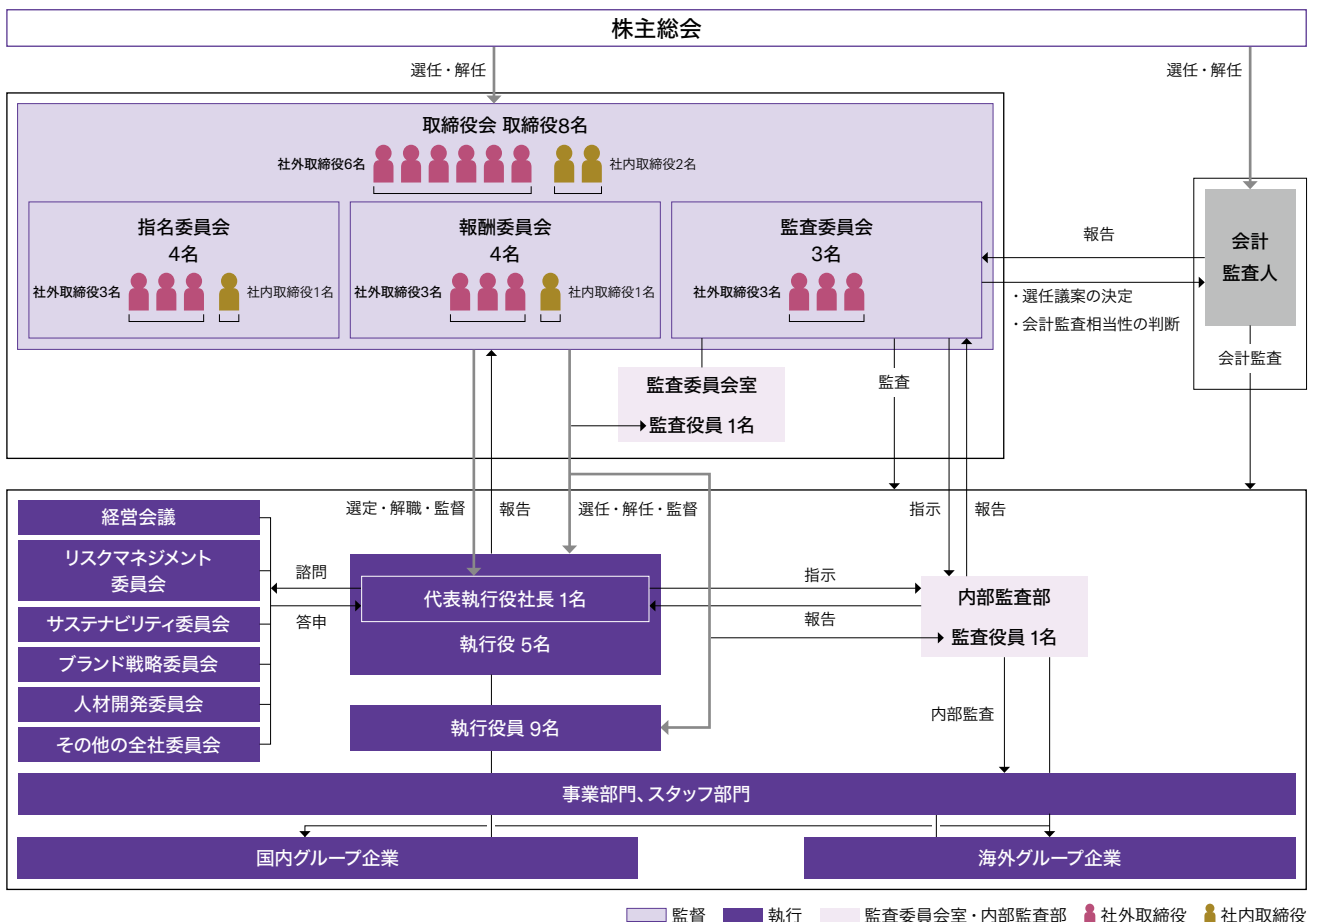 株主総会
選任・解任
選任・解任
取締役会 取締役8名
社外取締役6名
社内取締役2名
指名委員会
4名
社外取締役3名
社内取締役1名
報酬委員会
4名
社外取締役3名
社内取締役1名
監査委員会
3名
社外取締役3名
報告
・選任議案の決定
・会計監査相当性の判断
会計
監査人
会計監査
監査委員会室
監査役員 1名
監査
選定・解職・監督
報告
選任・解任・監督
指示
報告
経営会議
リスクマネジメント
委員会
サステナビリティ委員会
ブランド戦略委員会
人材開発委員会
その他の全社委員会
諮問
答申
代表執行役社長 1名
執行役 5名
指示
報告
内部監査部
監査役員 1名
執行役員 9名
内部監査
事業部門、スタッフ部門
国内グループ企業
海外グループ企業
監督
執行
監査委員会室・内部監査部
社外取締役
社内取締役